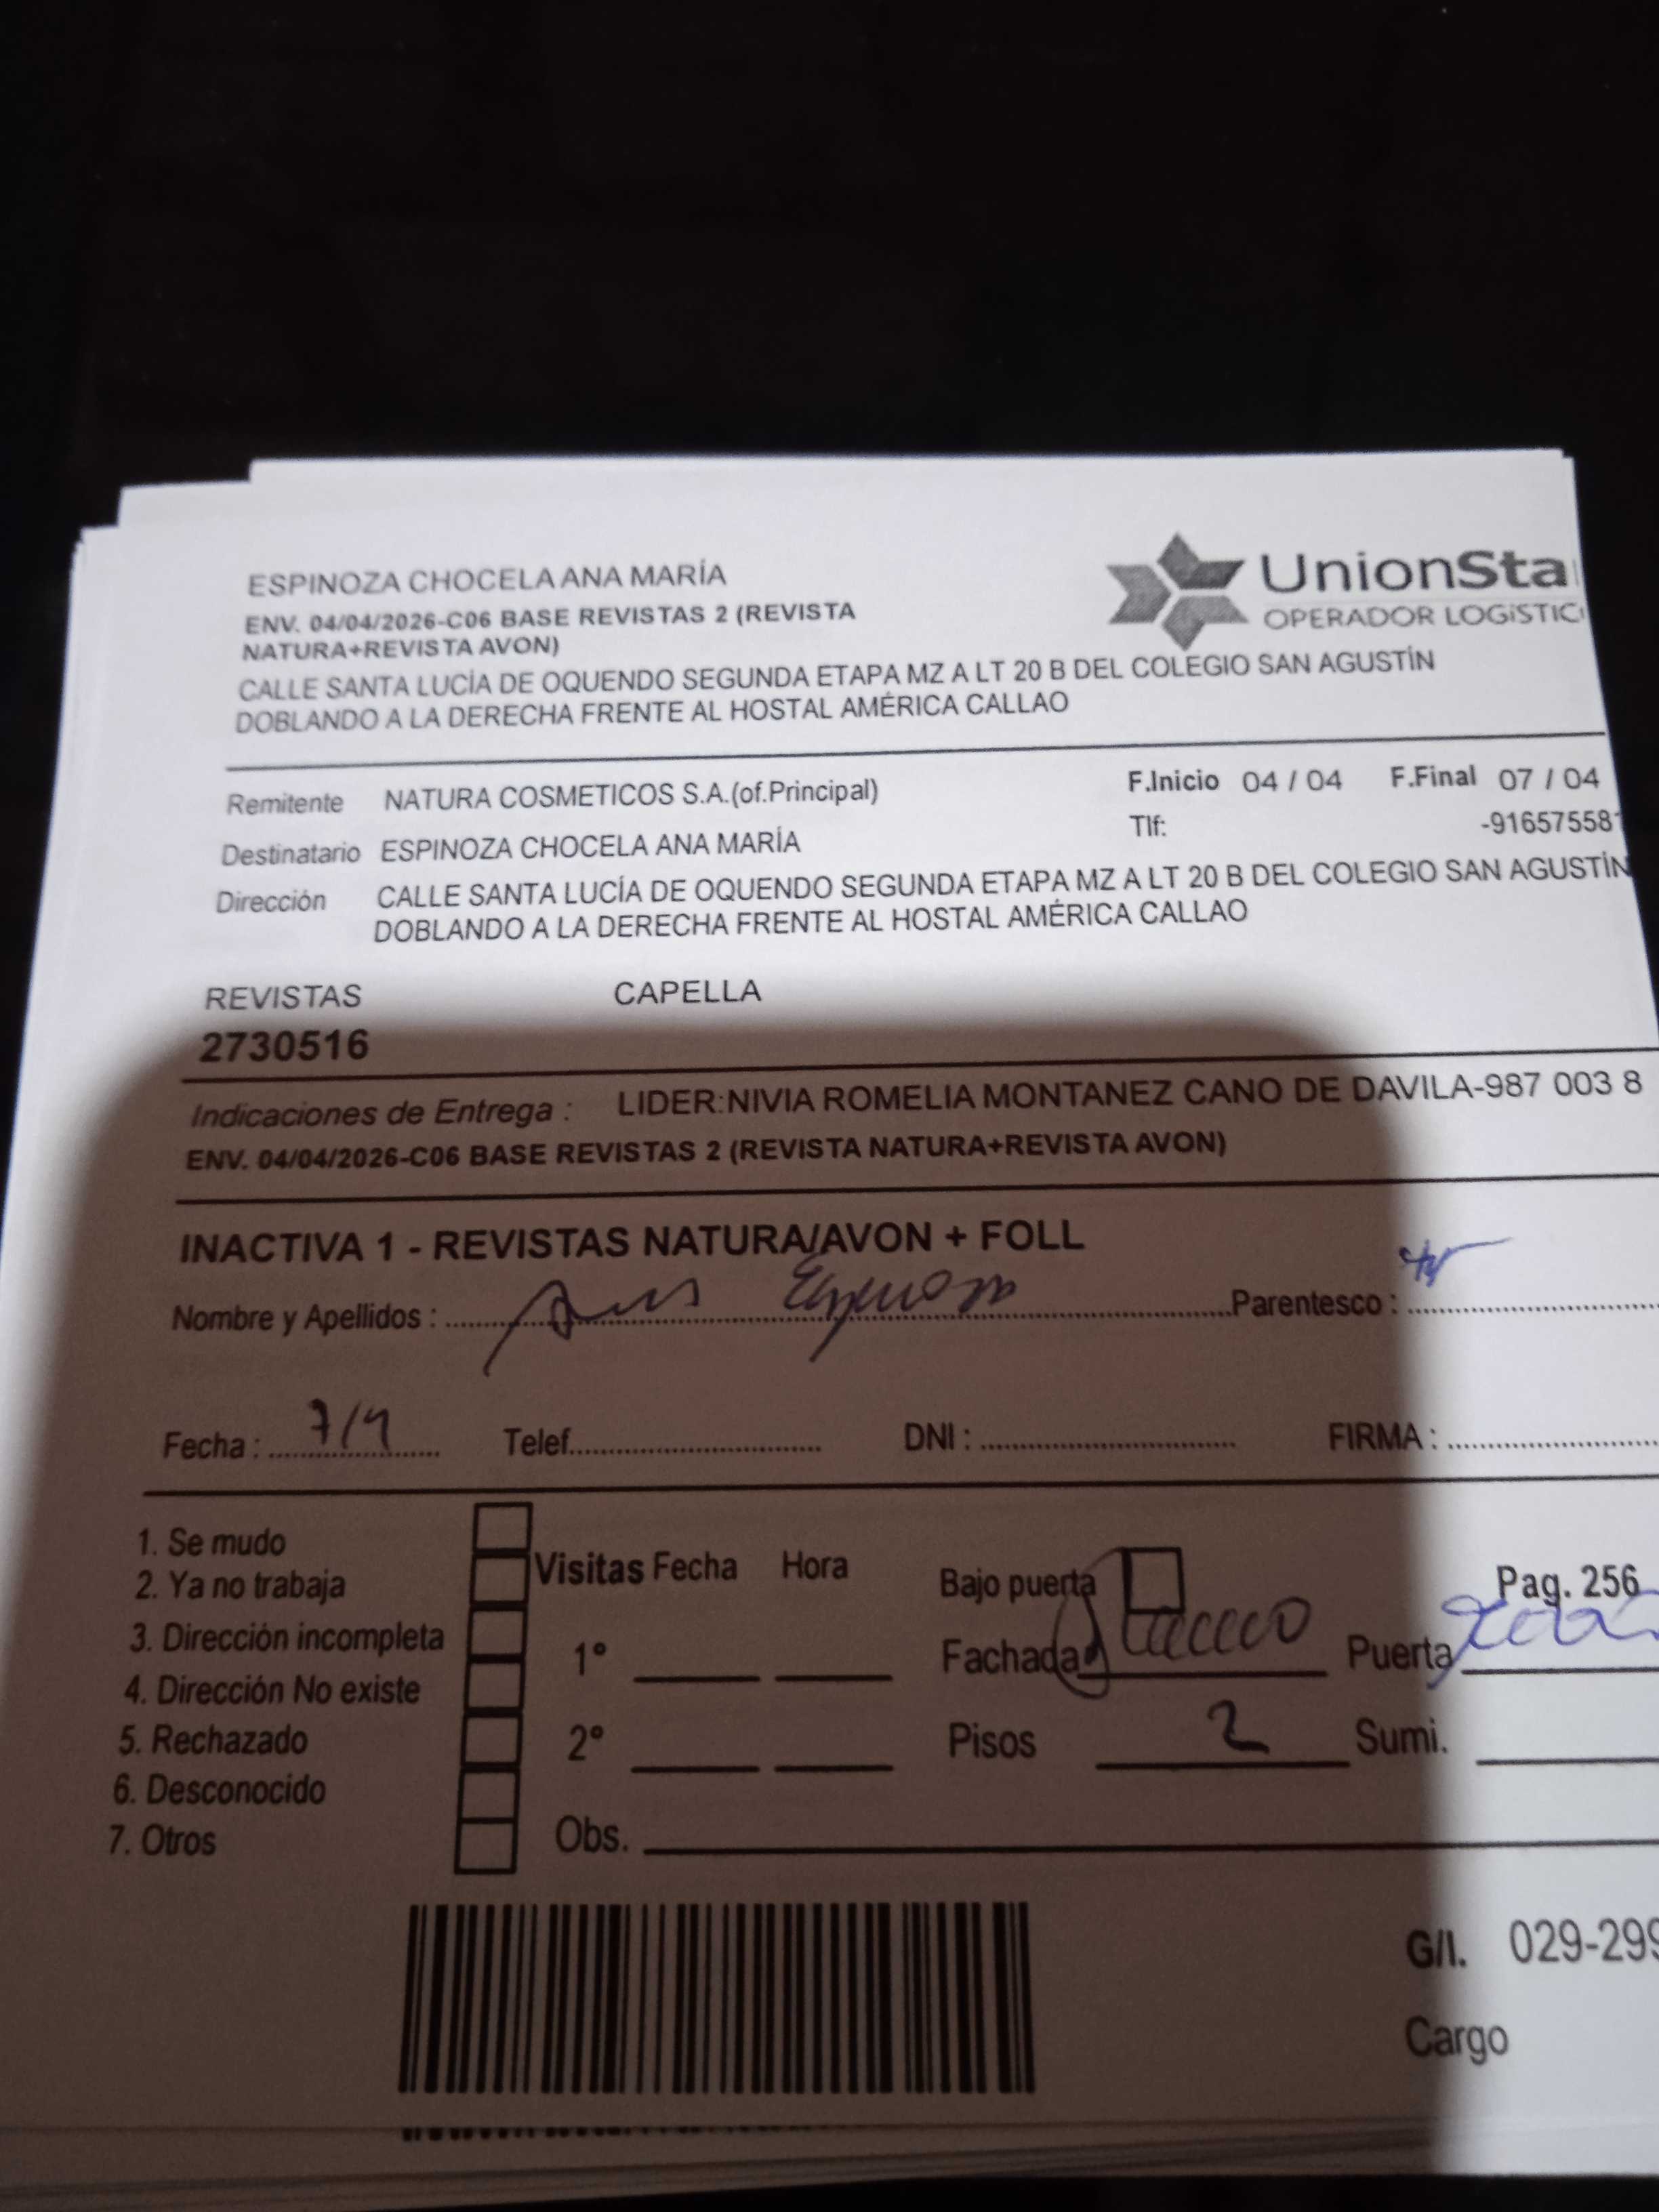 ESPINOZA CHOCELA ANA MARÍA
ENV. 04/04/2026-C06 BASE REVISTAS 2 (REVISTA
NATURA+REVISTA AVON)
CALLE SANTA LUCÍA DE OQUENDO SEGUNDA ETAPA MZ A LT 20 B DEL COLEGIO SAN AGUSTÍN
DOBLANDO A LA DERECHA FRENTE AL HOSTAL AMÉRICA CALLAO
UnionSta
OPERADOR LOGíSTIC
Remitente NATURA COSMETICOS S.A.(of.Principal) F.Inicio 04 / 04 F.Final 07 / 04
Destinatario ESPINOZA CHOCELA ANA MARÍA Tlf: -91657558
Dirección CALLE SANTA LUCÍA DE OQUENDO SEGUNDA ETAPA MZ A LT 20 B DEL COLEGIO SAN AGUSTÍN
DOBLANDO A LA DERECHA FRENTE AL HOSTAL AMÉRICA CALLAO
REVISTAS CAPELLA
2730516
Indicaciones de Entrega : LIDER:NIVIA ROMELIA MONTANEZ CANO DE DAVILA-987 003 8
ENV. 04/04/2026-C06 BASE REVISTAS 2 (REVISTA NATURA+REVISTA AVON)
INACTIVA 1 - REVISTAS NATURA/AVON + FOLL
Nombre y Apellidos : Ana Espinoza Parentesco :
Fecha : 7/4 Telef. DNI : FIRMA :
1. Se mudo
2. Ya no trabaja
3. Dirección incompleta
4. Dirección No existe
5. Rechazado
6. Desconocido
7. Otros
Visitas Fecha Hora
1°
2°
Obs.
Bajo puerta Pag. 256
Fachada Puerta
Pisos 2 Sumi.
G/I. 029-299
Cargo